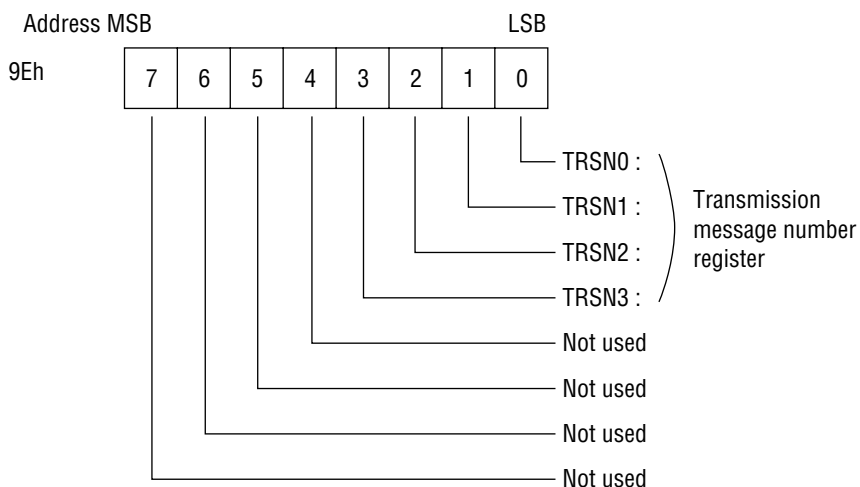 Address MSB LSB
9Eh 7 6 5 4 3 2 1 0
TRSN0 :
TRSN1 :
TRSN2 :
TRSN3 :
Transmission
message number
register
Not used
Not used
Not used
Not used